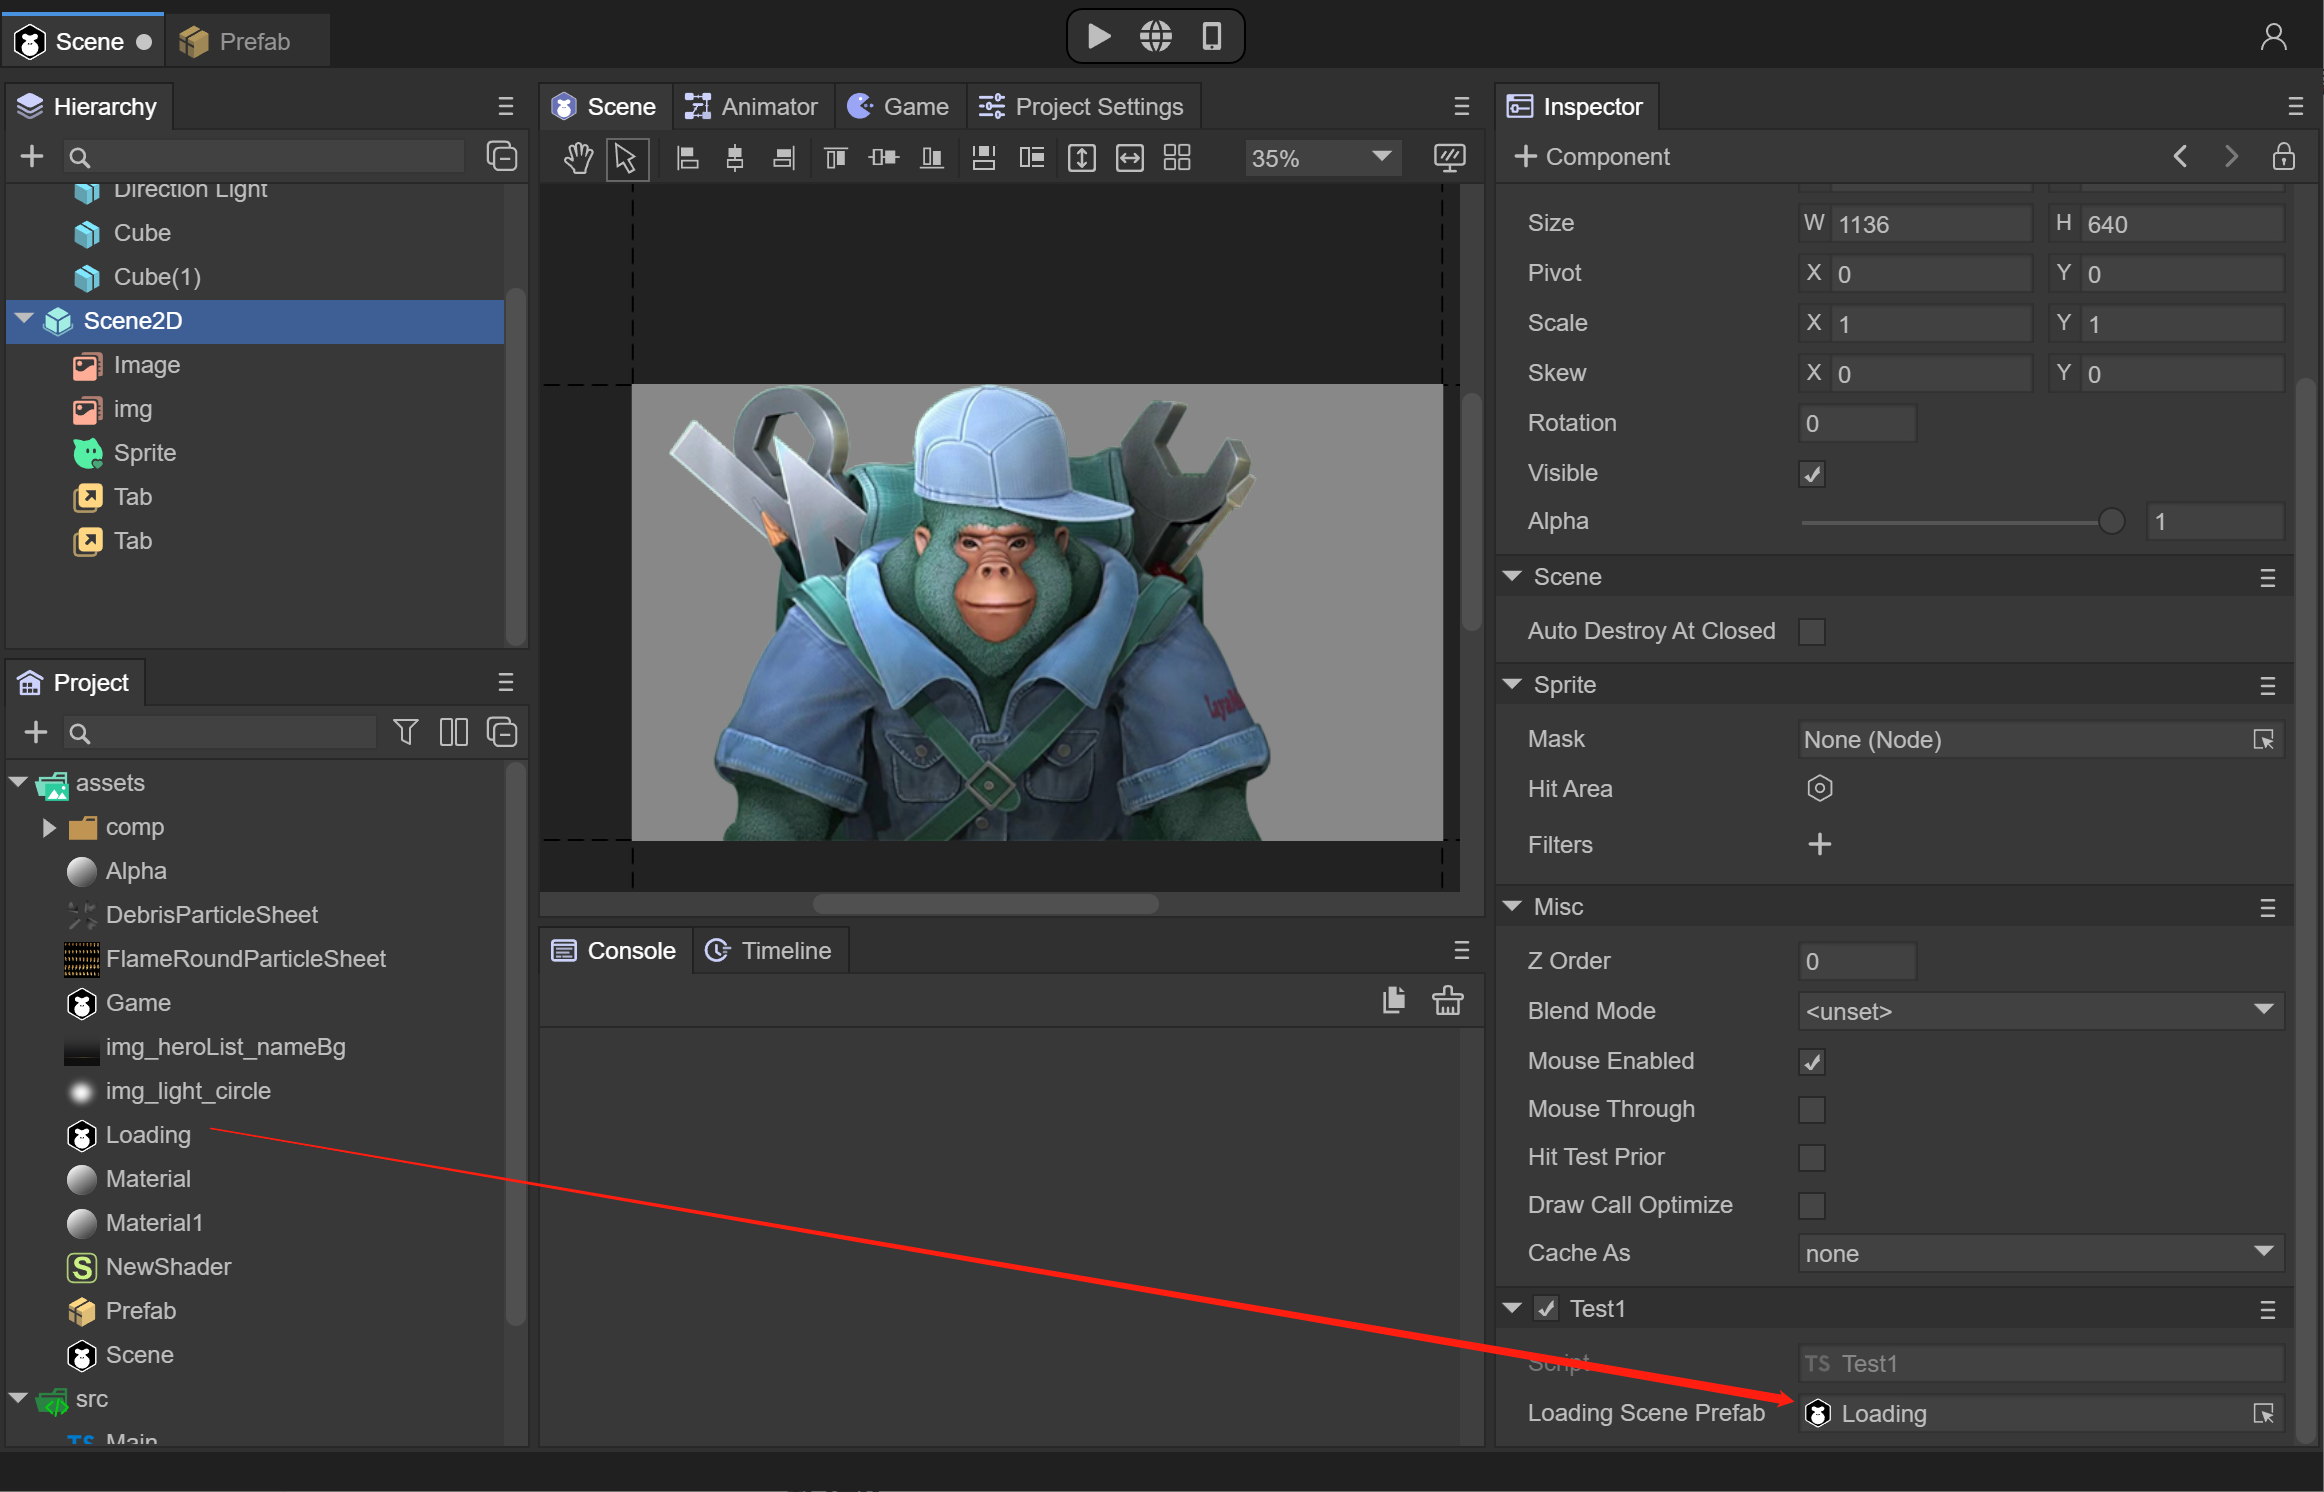 Scene
Prefab
Hierarchy
Direction Light
Cube
Cube(1)
Scene2D
Image
img
Sprite
Tab
Tab
Project
assets
comp
Alpha
DebrisParticleSheet
FlameRoundParticleSheet
Game
img_heroList_nameBg
img_light_circle
Loading
Material
Material1
S NewShader
Prefab
Scene
src
TS Main
Scene Animator Game Project Settings
35%
Console Timeline
Inspector
Component
Size W 1136 H 640
Pivot X 0 Y 0
Scale X 1 Y 1
Skew X 0 Y 0
Rotation 0
Visible
Alpha 1
Scene
Auto Destroy At Closed
Sprite
Mask None (Node)
Hit Area
Filters
Misc
Z Order 0
Blend Mode <unset>
Mouse Enabled
Mouse Through
Hit Test Prior
Draw Call Optimize
Cache As none
Test1
Script TS Test1
Loading Scene Prefab Loading